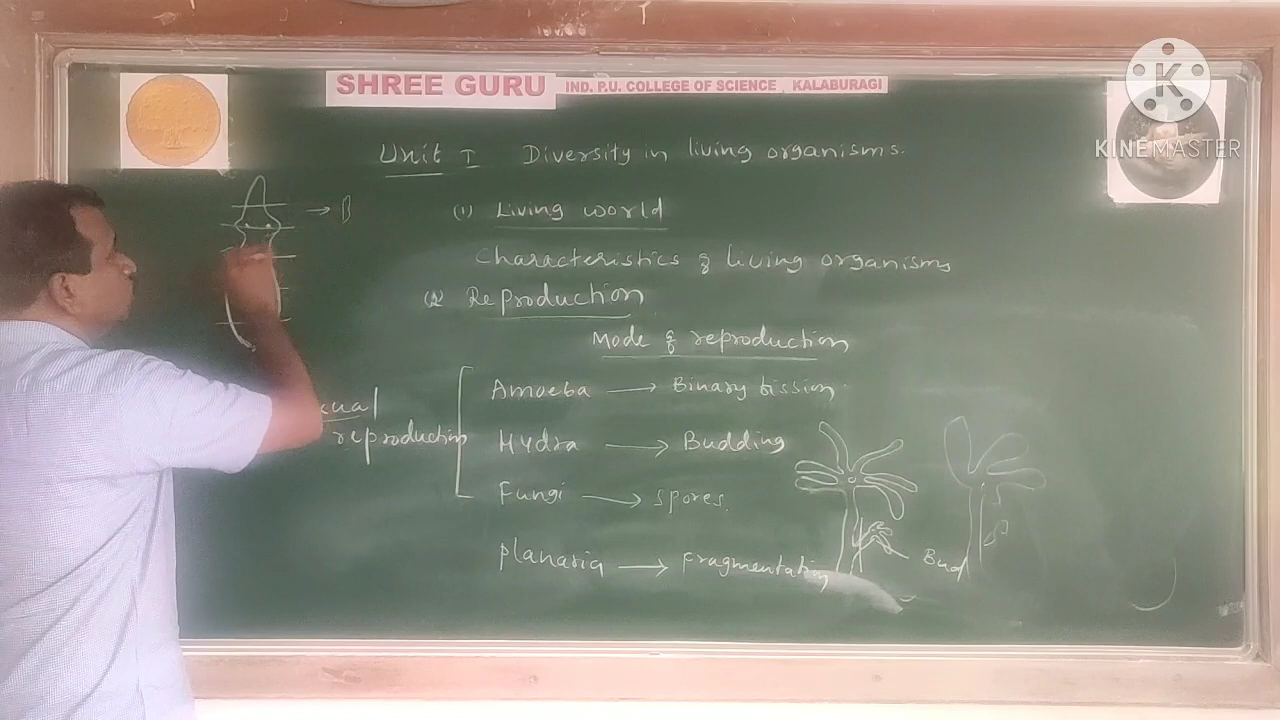 SHREE GURU IND. P.U. COLLEGE OF SCIENCE, KALABURAGI
KINEMASTER
Unit I Diversity in living organisms.
(1) Living world
Characteristics of living organisms
(2) Reproduction
Mode of reproduction
Amoeba → Binary fission
Hydra → Budding
reproduction
Fungi → spores.
planaria → Fragmentation
Bud